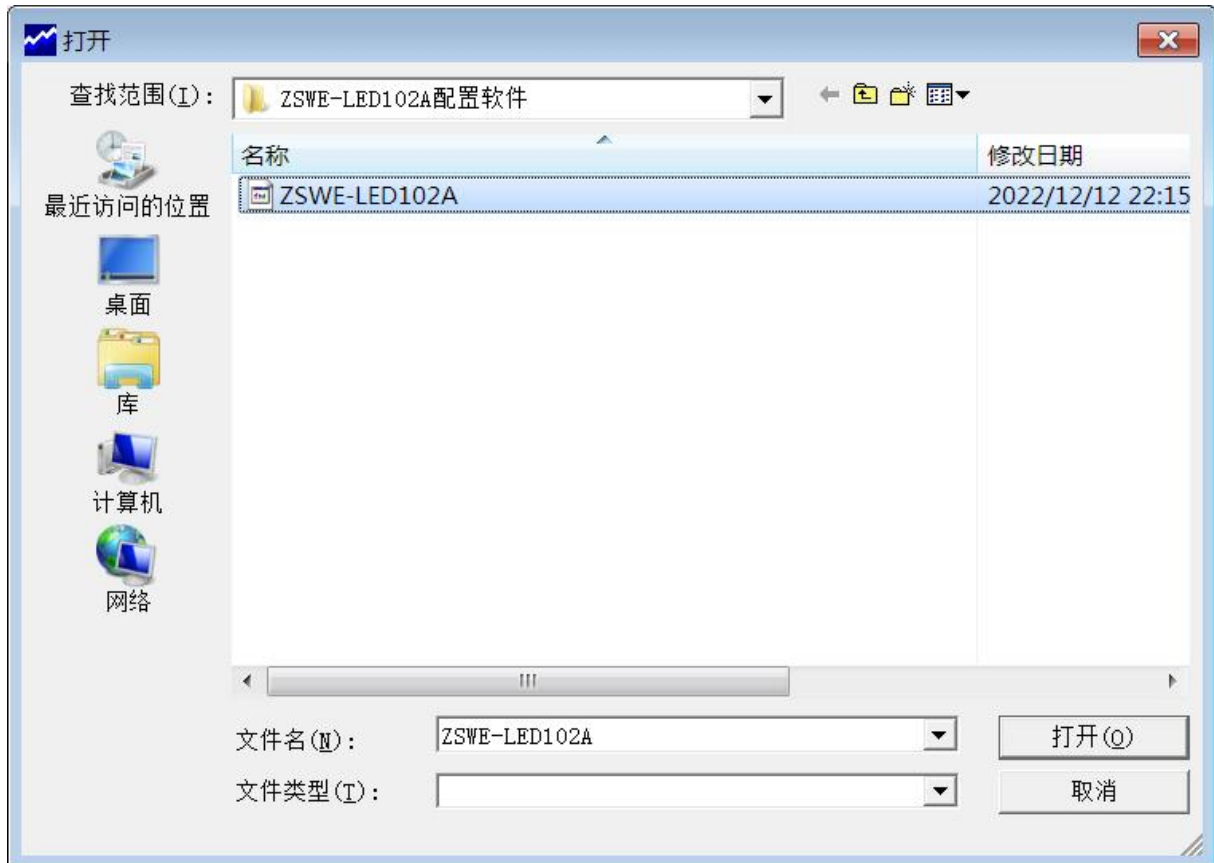 打开
查找范围(I):
ZSWE-LED102A配置软件
名称
修改日期
ZSWE-LED102A
2022/12/12 22:15
最近访问的位置
桌面
库
计算机
网络
文件名(N):
ZSWE-LED102A
打开(O)
文件类型(T):
取消